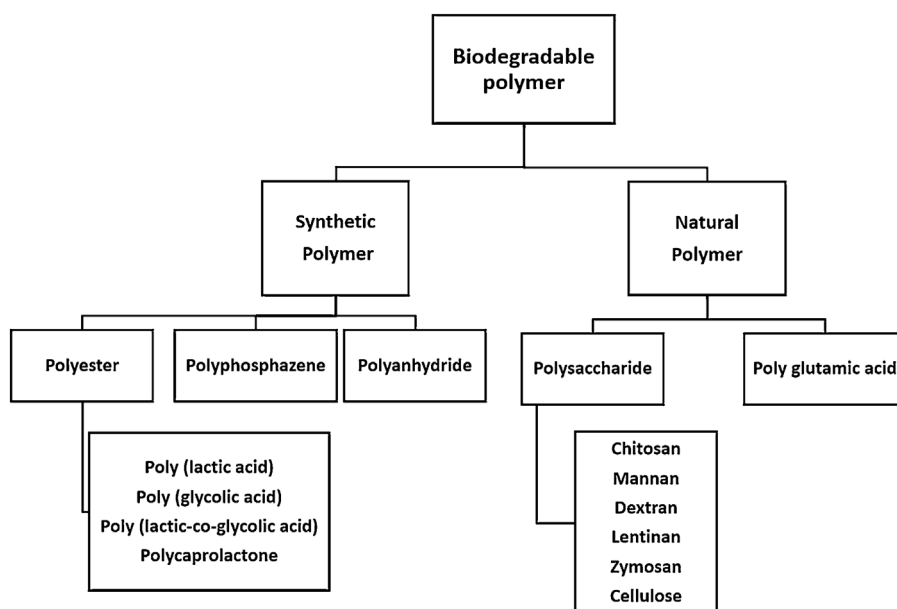 Biodegradable
polymer
Synthetic
Polymer
Natural
Polymer
Polyester
Polyphosphazene
Polyanhydride
Polysaccharide
Poly glutamic acid
Poly (lactic acid)
Poly (glycolic acid)
Poly (lactic-co-glycolic acid)
Polycaprolactone
Chitosan
Mannan
Dextran
Lentinan
Zymosan
Cellulose